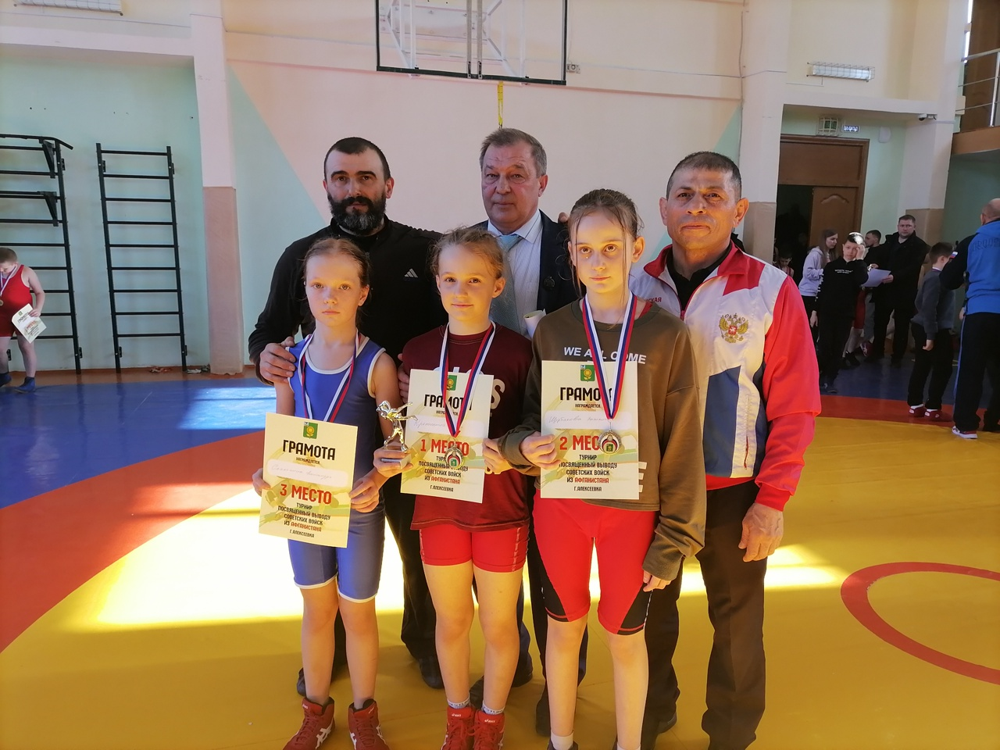 ГРАМОТА
НАГРАЖДАЕТСЯ
3 МЕСТО
ТУРНИР
ПОСВЯЩЕННЫЙ ВЫВОДУ
СОВЕТСКИХ ВОЙСК
ИЗ АФГАНИСТАНА
Г.АЛЕКСЕЕВКА
ГРАМОТА
НАГРАЖДАЕТСЯ
1 МЕСТО
ТУРНИР
ПОСВЯЩЕННЫЙ ВЫВОДУ
СОВЕТСКИХ ВОЙСК
ИЗ АФГАНИСТАНА
Г.АЛЕКСЕЕВКА
WE ALL COME
ГРАМОТА
НАГРАЖДАЕТСЯ
2 МЕСТО
ТУРНИР
ПОСВЯЩЕННЫЙ ВЫВОДУ
СОВЕТСКИХ ВОЙСК
ИЗ АФГАНИСТАНА
Г.АЛЕКСЕЕВКА